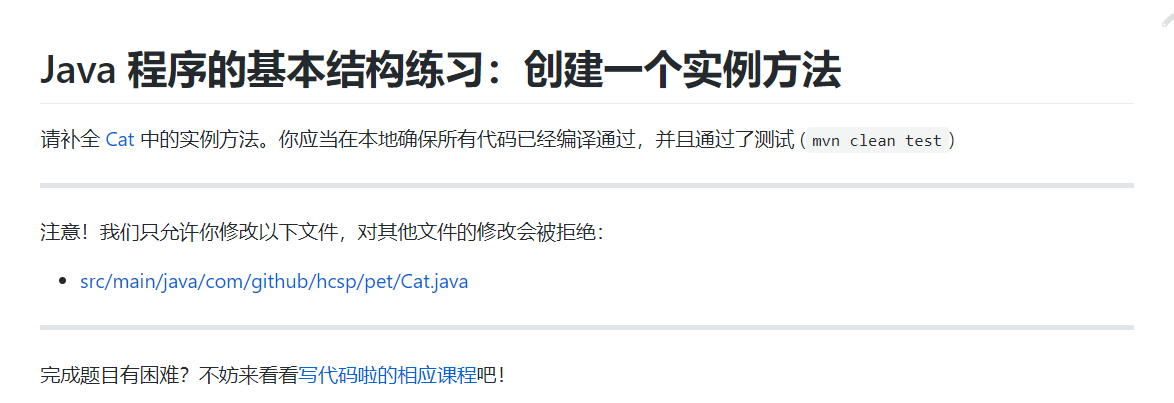 Java 程序的基本结构练习：创建一个实例方法
请补全 Cat 中的实例方法。你应当在本地确保所有代码已经编译通过，并且通过了测试 ( mvn clean test )
注意！我们只允许你修改以下文件，对其他文件的修改会被拒绝：
• src/main/java/com/github/hcsp/pet/Cat.java
完成题目有困难？不妨来看看写代码啦的相应课程吧！